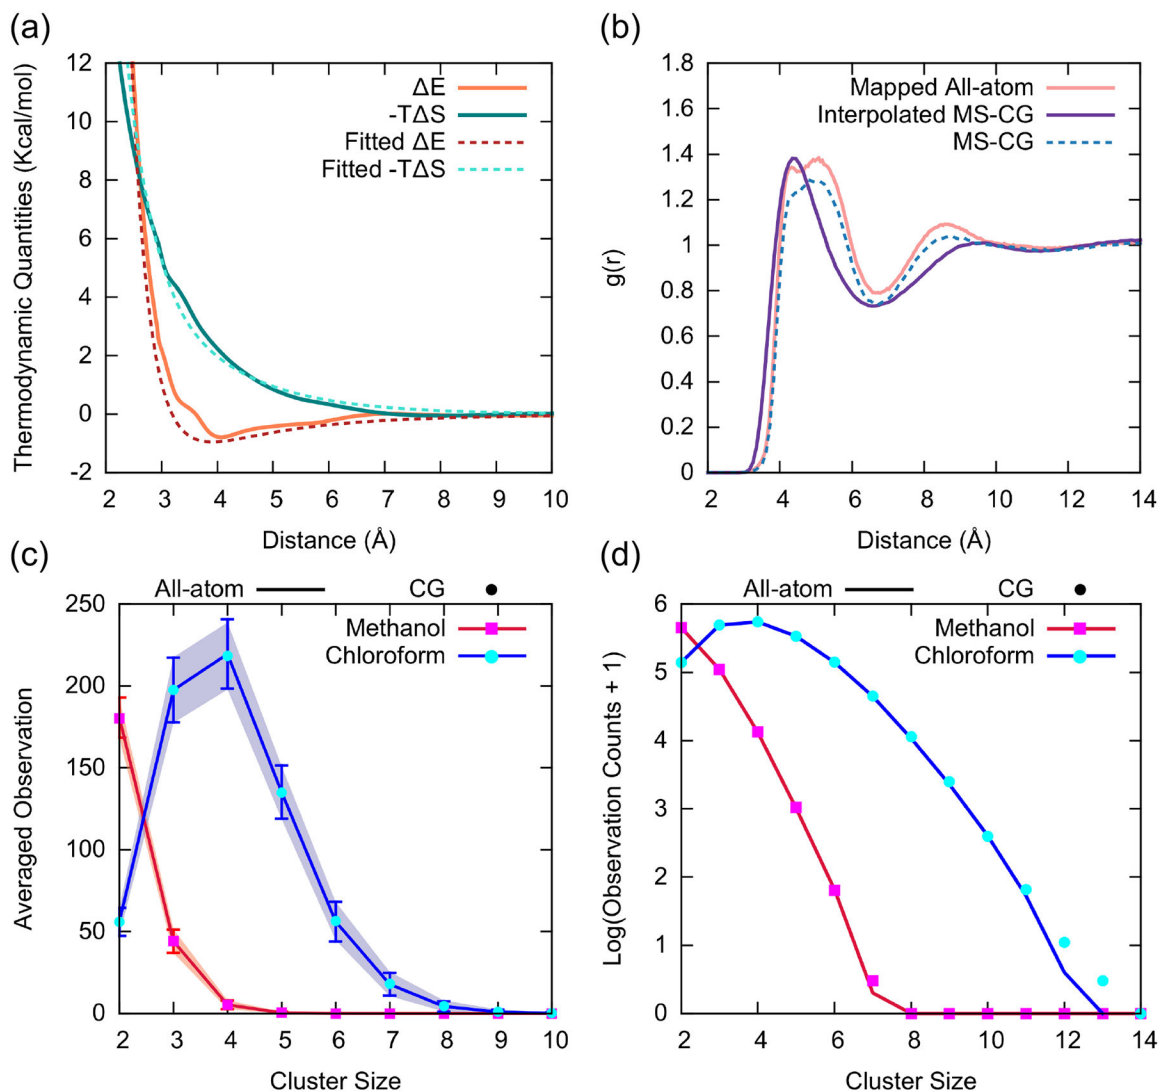 (a)
Thermodynamic Quantities (Kcal/mol)
12
10
8
6
4
2
0
-2
ΔE
-TΔS
Fitted ΔE
Fitted -TΔS
2 3 4 5 6 7 8 9 10
Distance (Å)
(b)
g(r)
1.8
1.6
1.4
1.2
1
0.8
0.6
0.4
0.2
0
Mapped All-atom
Interpolated MS-CG
MS-CG
2 4 6 8 10 12 14
Distance (Å)
(c)
All-atom CG
Averaged Observation
250
200
150
100
50
0
Methanol
Chloroform
2 3 4 5 6 7 8 9 10
Cluster Size
(d)
All-atom CG
Log(Observation Counts + 1)
6
5
4
3
2
1
0
Methanol
Chloroform
2 4 6 8 10 12 14
Cluster Size